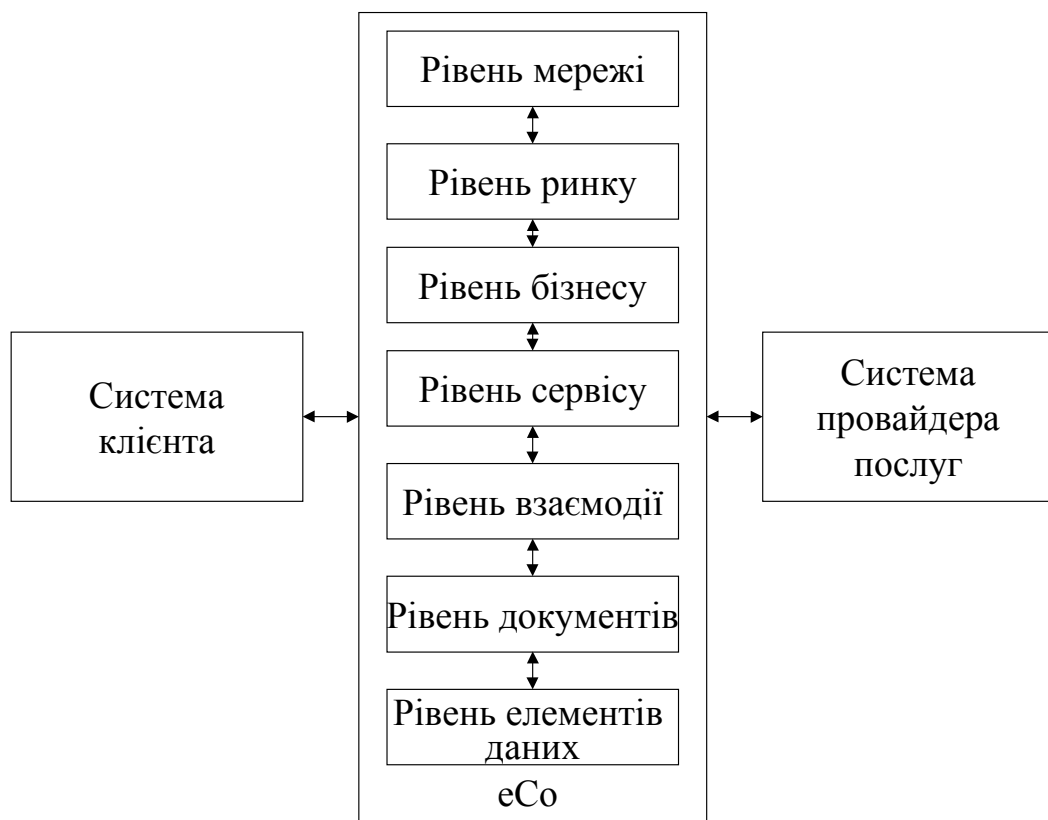 Рівень мережі
Рівень ринку
Рівень бізнесу
Рівень сервісу
Рівень взаємодії
Рівень документів
Рівень елементів
даних
eCo
Система
клієнта
Система
провайдера
послуг